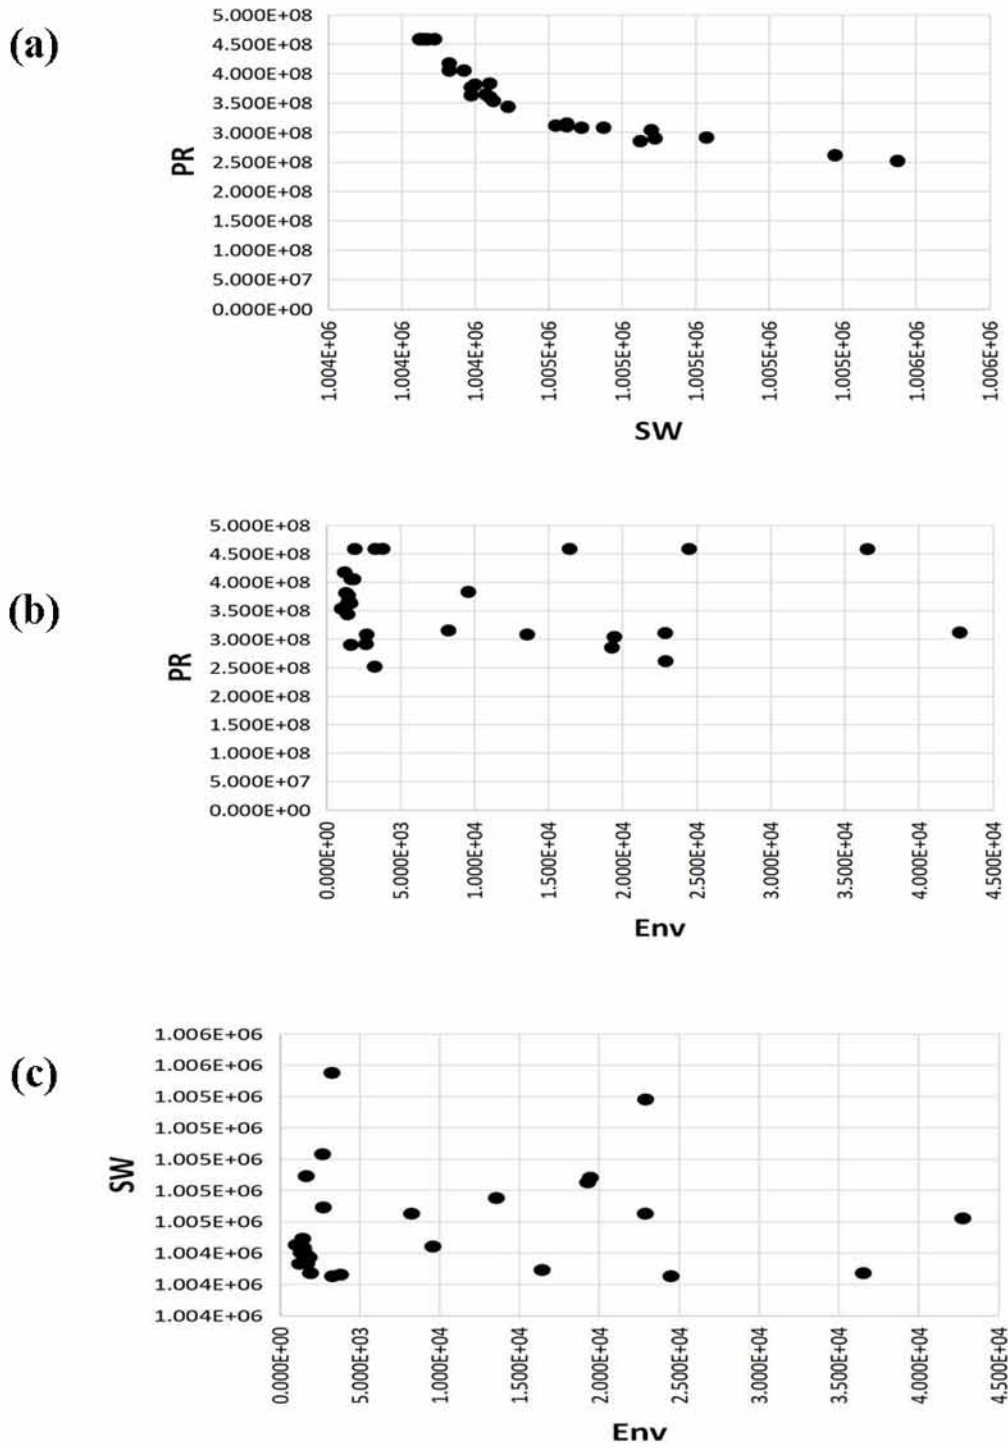 (a)
5.000E+08
4.500E+08
4.000E+08
3.500E+08
3.000E+08
2.500E+08
2.000E+08
1.500E+08
1.000E+08
5.000E+07
0.000E+00
PR
1.004E+06
1.004E+06
1.004E+06
1.005E+06
1.005E+06
1.005E+06
1.005E+06
1.005E+06
1.006E+06
1.006E+06
SW
(b)
5.000E+08
4.500E+08
4.000E+08
3.500E+08
3.000E+08
2.500E+08
2.000E+08
1.500E+08
1.000E+08
5.000E+07
0.000E+00
PR
0.000E+00
5.000E+03
1.000E+04
1.500E+04
2.000E+04
2.500E+04
3.000E+04
3.500E+04
4.000E+04
4.500E+04
Env
(c)
1.006E+06
1.006E+06
1.005E+06
1.005E+06
1.005E+06
1.005E+06
1.005E+06
1.004E+06
1.004E+06
1.004E+06
SW
0.000E+00
5.000E+03
1.000E+04
1.500E+04
2.000E+04
2.500E+04
3.000E+04
3.500E+04
4.000E+04
4.500E+04
Env